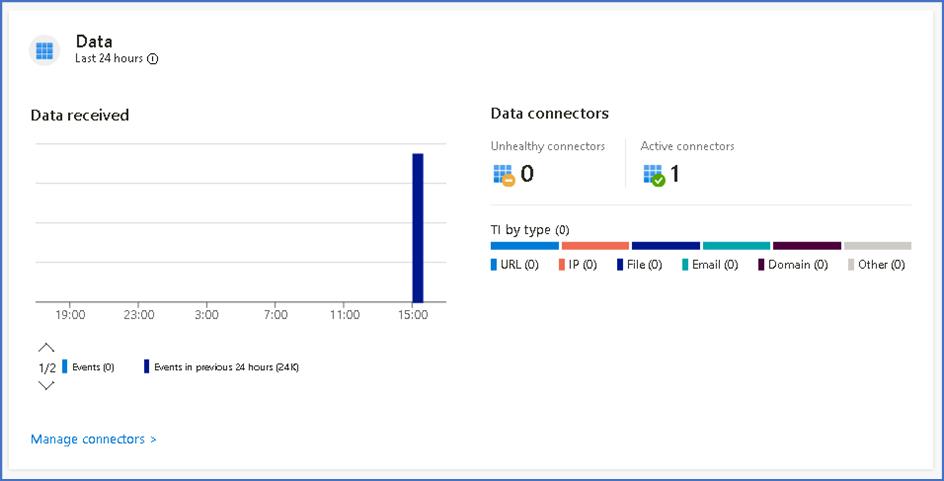 Data
Last 24 hours
Data received
19:00 23:00 3:00 7:00 11:00 15:00
1/2 Events (0) Events in previous 24 hours (24K)
Manage connectors >
Data connectors
Unhealthy connectors Active connectors
0 1
TI by type (0)
URL (0) IP (0) File (0) Email (0) Domain (0) Other (0)